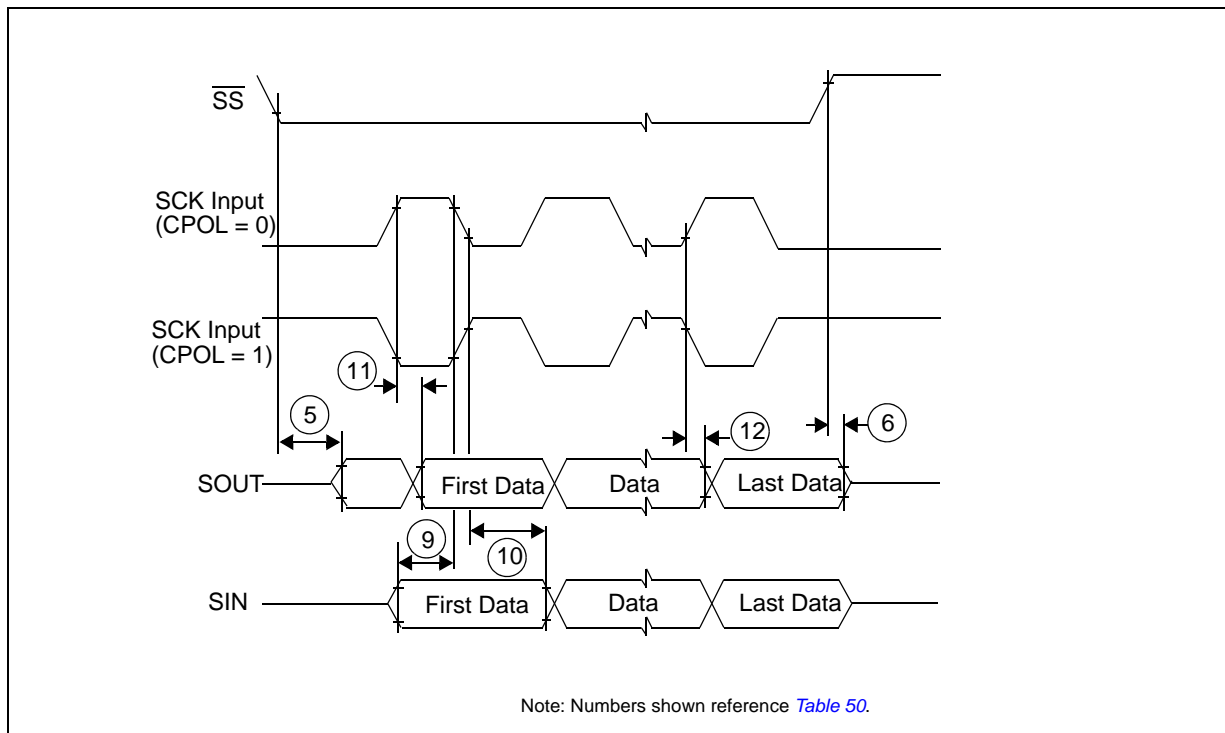 SS
SCK Input
(CPOL = 0)
SCK Input
(CPOL = 1)
11
5
12
6
SOUT
First Data
Data
Last Data
9
10
SIN
First Data
Data
Last Data
Note: Numbers shown reference Table 50.